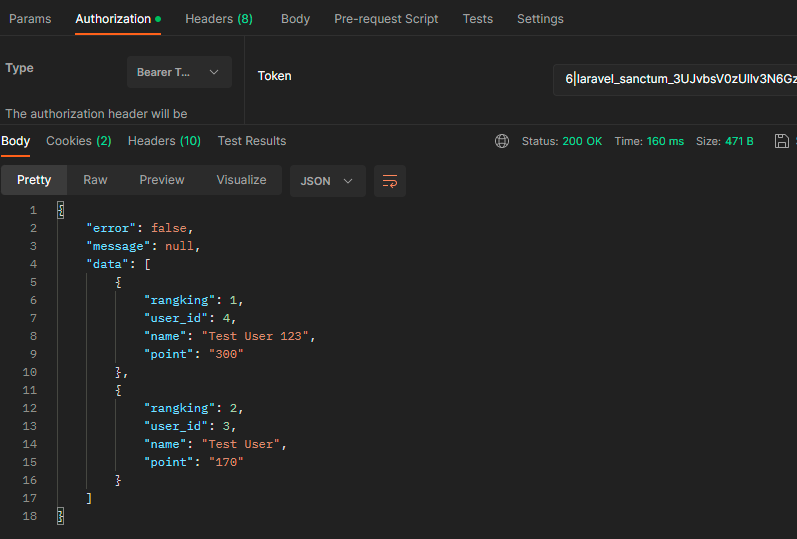 Params Authorization Headers (8) Body Pre-request Script Tests Settings
Type Bearer T... Token 6|laravel_sanctum_3UJvbsV0zUIlv3N6Gz
The authorization header will be
Body Cookies (2) Headers (10) Test Results Status: 200 OK Time: 160 ms Size: 471 B
Pretty Raw Preview Visualize JSON
1 {
2 "error": false,
3 "message": null,
4 "data": [
5 {
6 "rangking": 1,
7 "user_id": 4,
8 "name": "Test User 123",
9 "point": "300"
10 },
11 {
12 "rangking": 2,
13 "user_id": 3,
14 "name": "Test User",
15 "point": "170"
16 }
17 ]
18 }